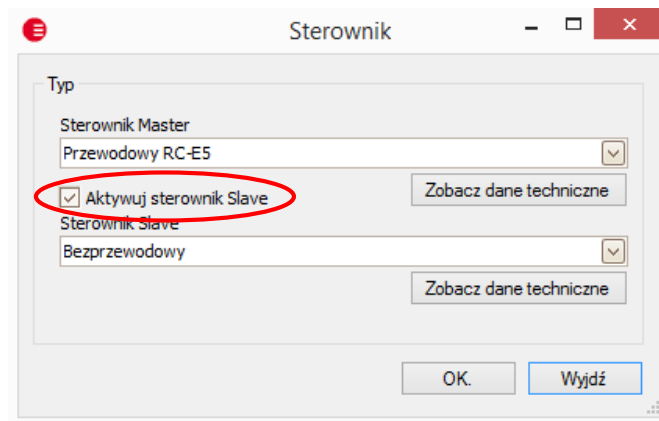 Sterownik
Typ
Sterownik Master
Przewodowy RC-E5
Aktywuj sterownik Slave
Zobacz dane techniczne
Sterownik Slave
Bezprzewodowy
Zobacz dane techniczne
OK.
Wyjdź